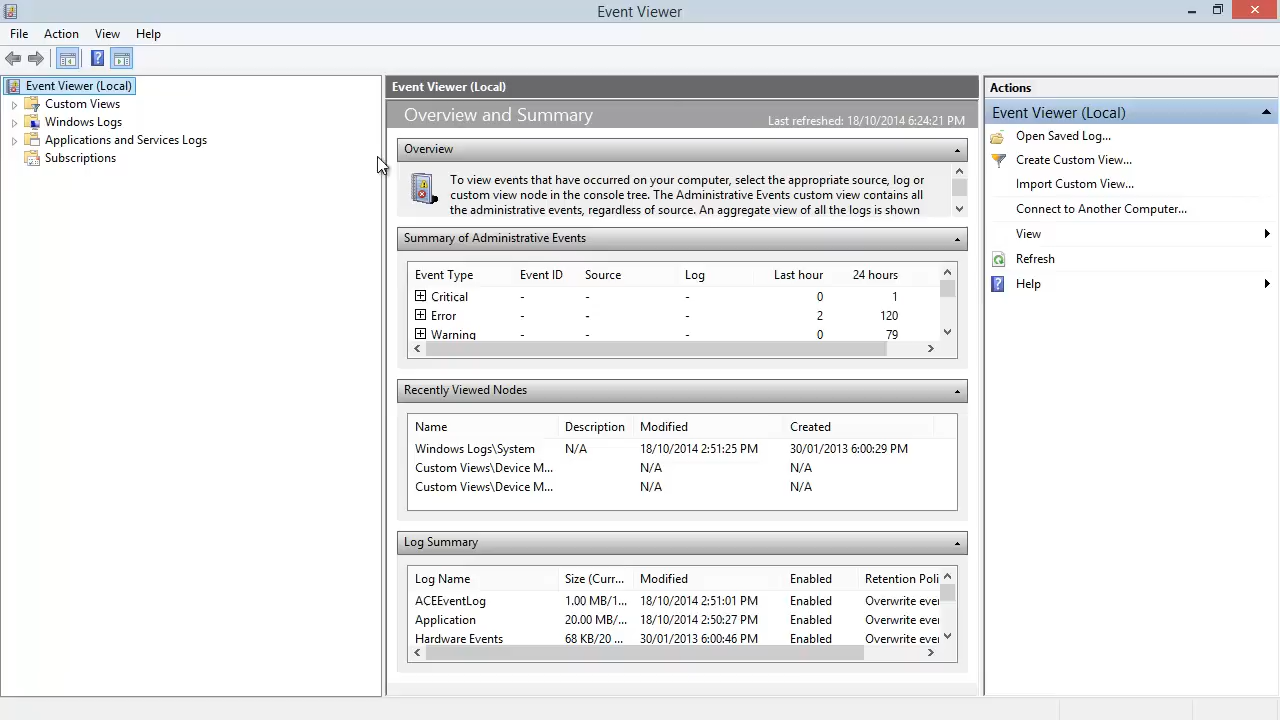 Event Viewer
File Action View Help
Event Viewer (Local)
Custom Views
Windows Logs
Applications and Services Logs
Subscriptions
Event Viewer (Local)
Overview and Summary Last refreshed: 18/10/2014 6:24:21 PM
Overview
To view events that have occurred on your computer, select the appropriate source, log or
custom view node in the console tree. The Administrative Events custom view contains all
the administrative events, regardless of source. An aggregate view of all the logs is shown
Summary of Administrative Events
Event Type Event ID Source Log Last hour 24 hours
Critical - - - 0 1
Error - - - 2 120
Warning - - - 0 79
Recently Viewed Nodes
Name Description Modified Created
Windows Logs\System N/A 18/10/2014 2:51:25 PM 30/01/2013 6:00:29 PM
Custom Views\Device M... N/A N/A
Custom Views\Device M... N/A N/A
Log Summary
Log Name Size (Curr... Modified Enabled Retention Poli
ACEEventLog 1.00 MB/1... 18/10/2014 2:51:01 PM Enabled Overwrite eve
Application 20.00 MB/... 18/10/2014 2:50:27 PM Enabled Overwrite eve
Hardware Events 68 KB/20 ... 30/01/2013 6:00:46 PM Enabled Overwrite eve
Actions
Event Viewer (Local)
Open Saved Log...
Create Custom View...
Import Custom View...
Connect to Another Computer...
View
Refresh
Help